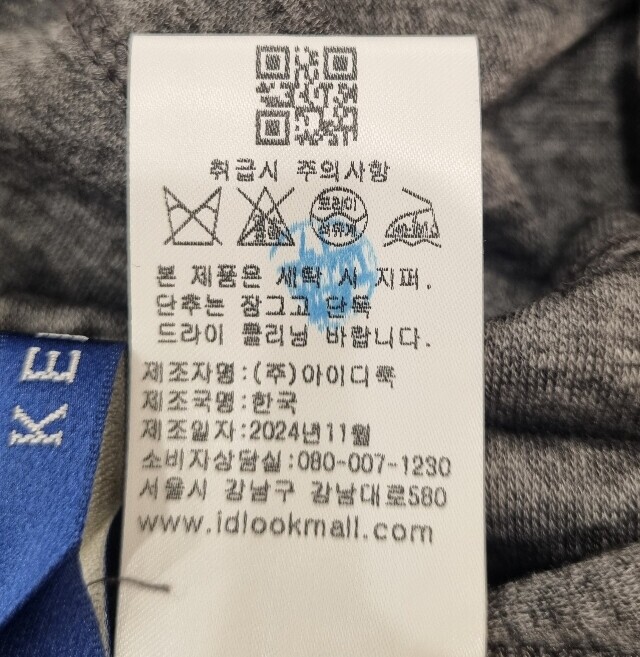 취급시 주의사항
드라이
석유계
본 제품은 세탁 시 지퍼.
단추는 잠그고 단독
드라이 클리닝 바랍니다.
제조자명:(주)아이디룩
제조국명:한국
제조일자:2024년11월
소비자상담실:080-007-1230
서울시 강남구 강남대로580
www.idlookmall.com
KE